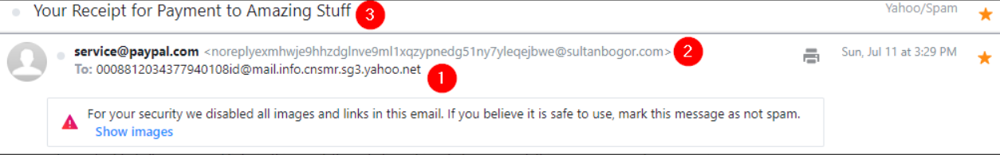 Your Receipt for Payment to Amazing Stuff 3 Yahoo/Spam
service@paypal.com <noreplyexmhwje9hhzdglnve9ml1xqzypnedg51ny7yleqejbwe@sultanbogor.com> 2 Sun, Jul 11 at 3:29 PM
To: 0008812034377940108id@mail.info.cnsmr.sg3.yahoo.net 1
For your security we disabled all images and links in this email. If you believe it is safe to use, mark this message as not spam.
Show images